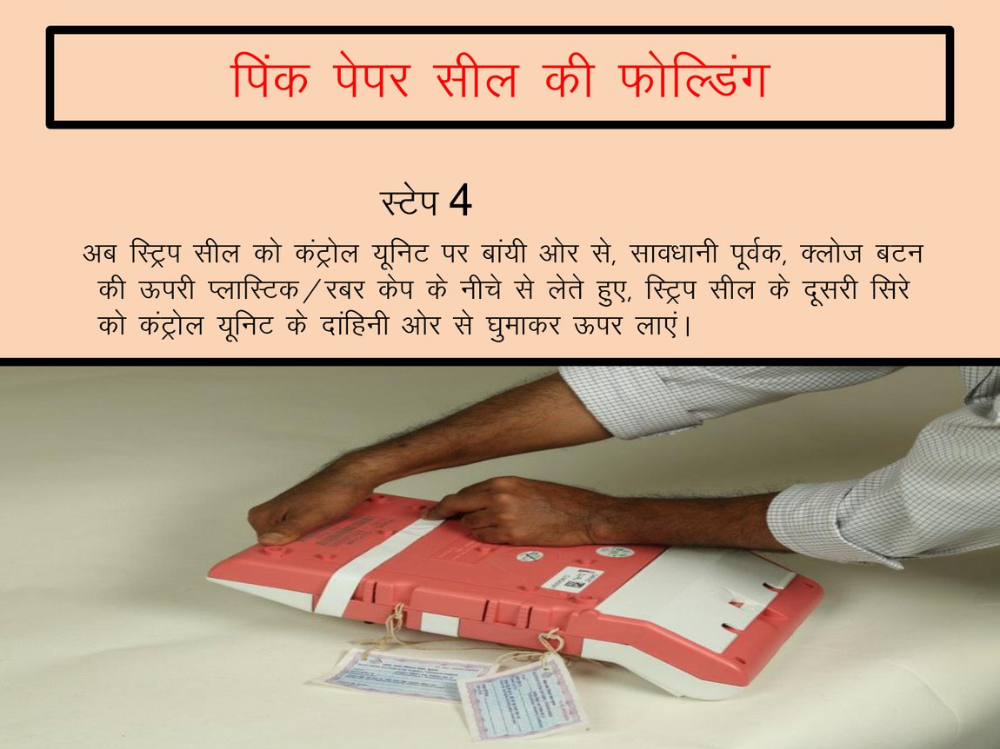 पिंक पेपर सील की फोल्डिंग
स्टेप 4
अब स्ट्रिप सील को कंट्रोल यूनिट पर बांयी ओर से, सावधानी पूर्वक, क्लोज बटन
की ऊपरी प्लास्टिक/रबर केप के नीचे से लेते हुए, स्ट्रिप सील के दूसरी सिरे
को कंट्रोल यूनिट के दांहिनी ओर से घुमाकर ऊपर लाएं।